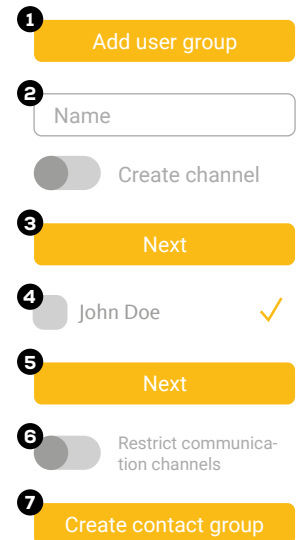 1
Add user group
2
Name
Create channel
3
Next
4
John Doe
5
Next
6
Restrict communica-
tion channels
7
Create contact group